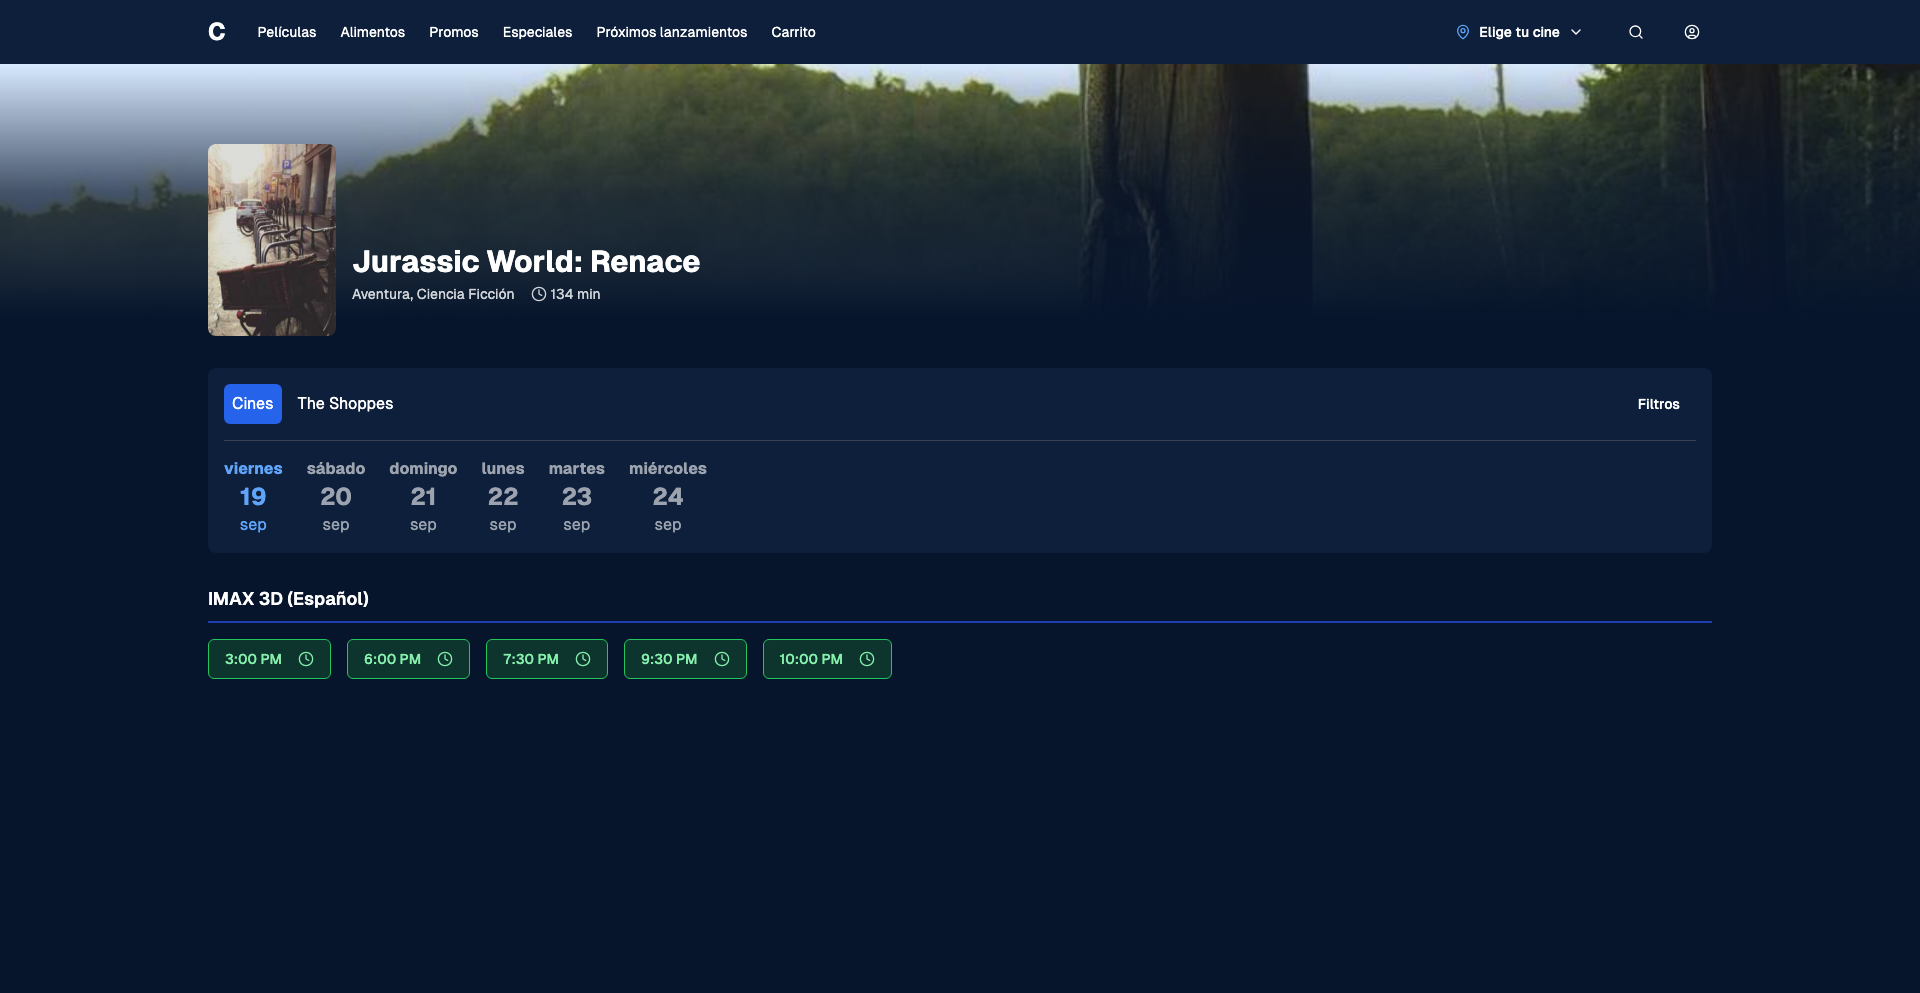 C Películas Alimentos Promos Especiales Próximos lanzamientos Carrito Elige tu cine
Jurassic World: Renace
Aventura, Ciencia Ficción 134 min
Cines The Shoppes Filtros
viernes sábado domingo lunes martes miércoles
19 20 21 22 23 24
sep sep sep sep sep sep
IMAX 3D (Español)
3:00 PM 6:00 PM 7:30 PM 9:30 PM 10:00 PM